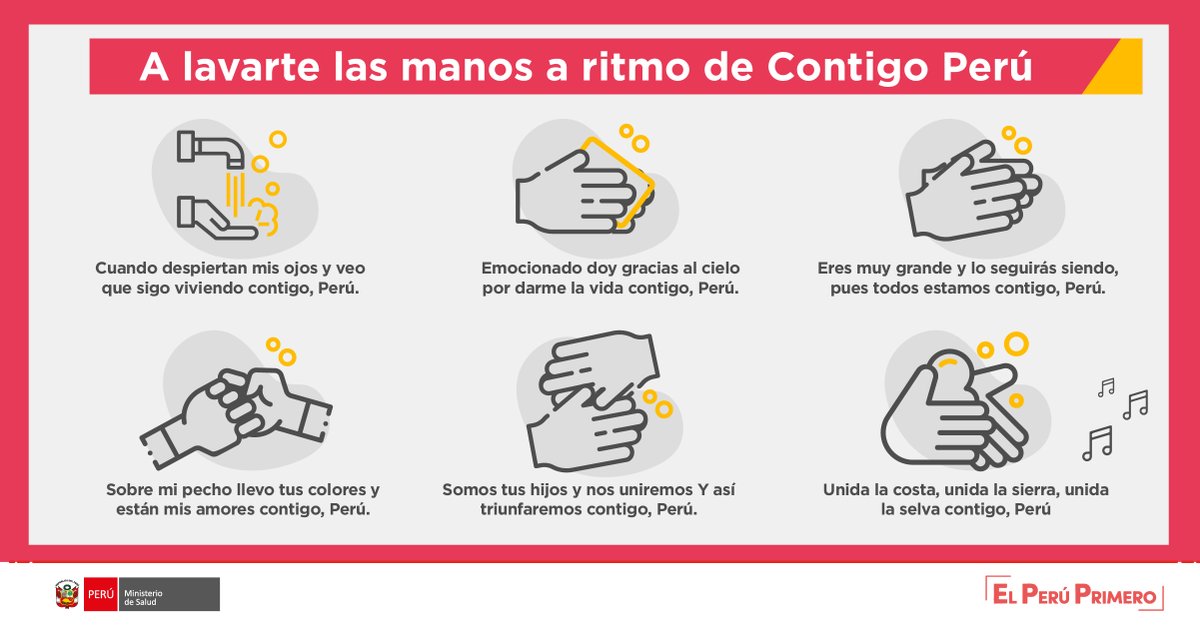 A lavarte las manos a ritmo de Contigo Perú
Cuando despiertan mis ojos y veo
que sigo viviendo contigo, Perú.
Emocionado doy gracias al cielo
por darme la vida contigo, Perú.
Eres muy grande y lo seguirás siendo,
pues todos estamos contigo, Perú.
Sobre mi pecho llevo tus colores y
están mis amores contigo, Perú.
Somos tus hijos y nos uniremos Y así
triunfaremos contigo, Perú.
Unida la costa, unida la sierra, unida
la selva contigo, Perú
PERÚ
Ministerio
de Salud
EL PERÚ PRIMERO